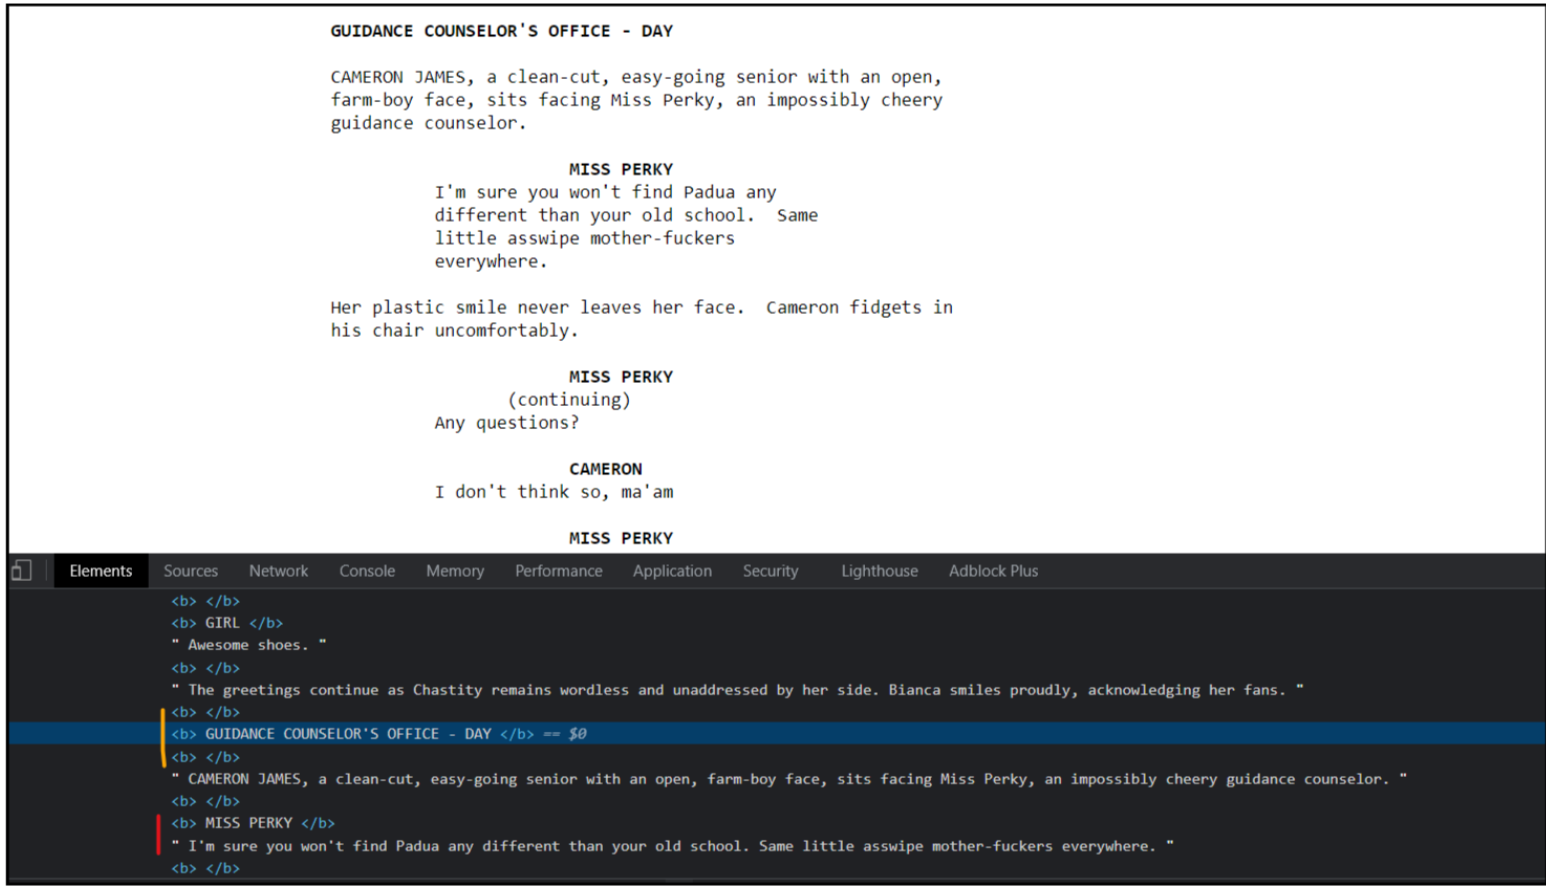 GUIDANCE COUNSELOR'S OFFICE - DAY
CAMERON JAMES, a clean-cut, easy-going senior with an open,
farm-boy face, sits facing Miss Perky, an impossibly cheery
guidance counselor.
MISS PERKY
I'm sure you won't find Padua any
different than your old school.  Same
little asswipe mother-fuckers
everywhere.
Her plastic smile never leaves her face.  Cameron fidgets in
his chair uncomfortably.
MISS PERKY
(continuing)
Any questions?
CAMERON
I don't think so, ma'am
MISS PERKY
Elements Sources Network Console Memory Performance Application Security Lighthouse Adblock Plus
<b> </b>
<b> GIRL </b>
" Awesome shoes. "
<b> </b>
" The greetings continue as Chastity remains wordless and unaddressed by her side. Bianca smiles proudly, acknowledging her fans. "
<b> </b>
<b> GUIDANCE COUNSELOR'S OFFICE - DAY </b> == $0
<b> </b>
" CAMERON JAMES, a clean-cut, easy-going senior with an open, farm-boy face, sits facing Miss Perky, an impossibly cheery guidance counselor. "
<b> </b>
<b> MISS PERKY </b>
" I'm sure you won't find Padua any different than your old school. Same little asswipe mother-fuckers everywhere. "
<b> </b>